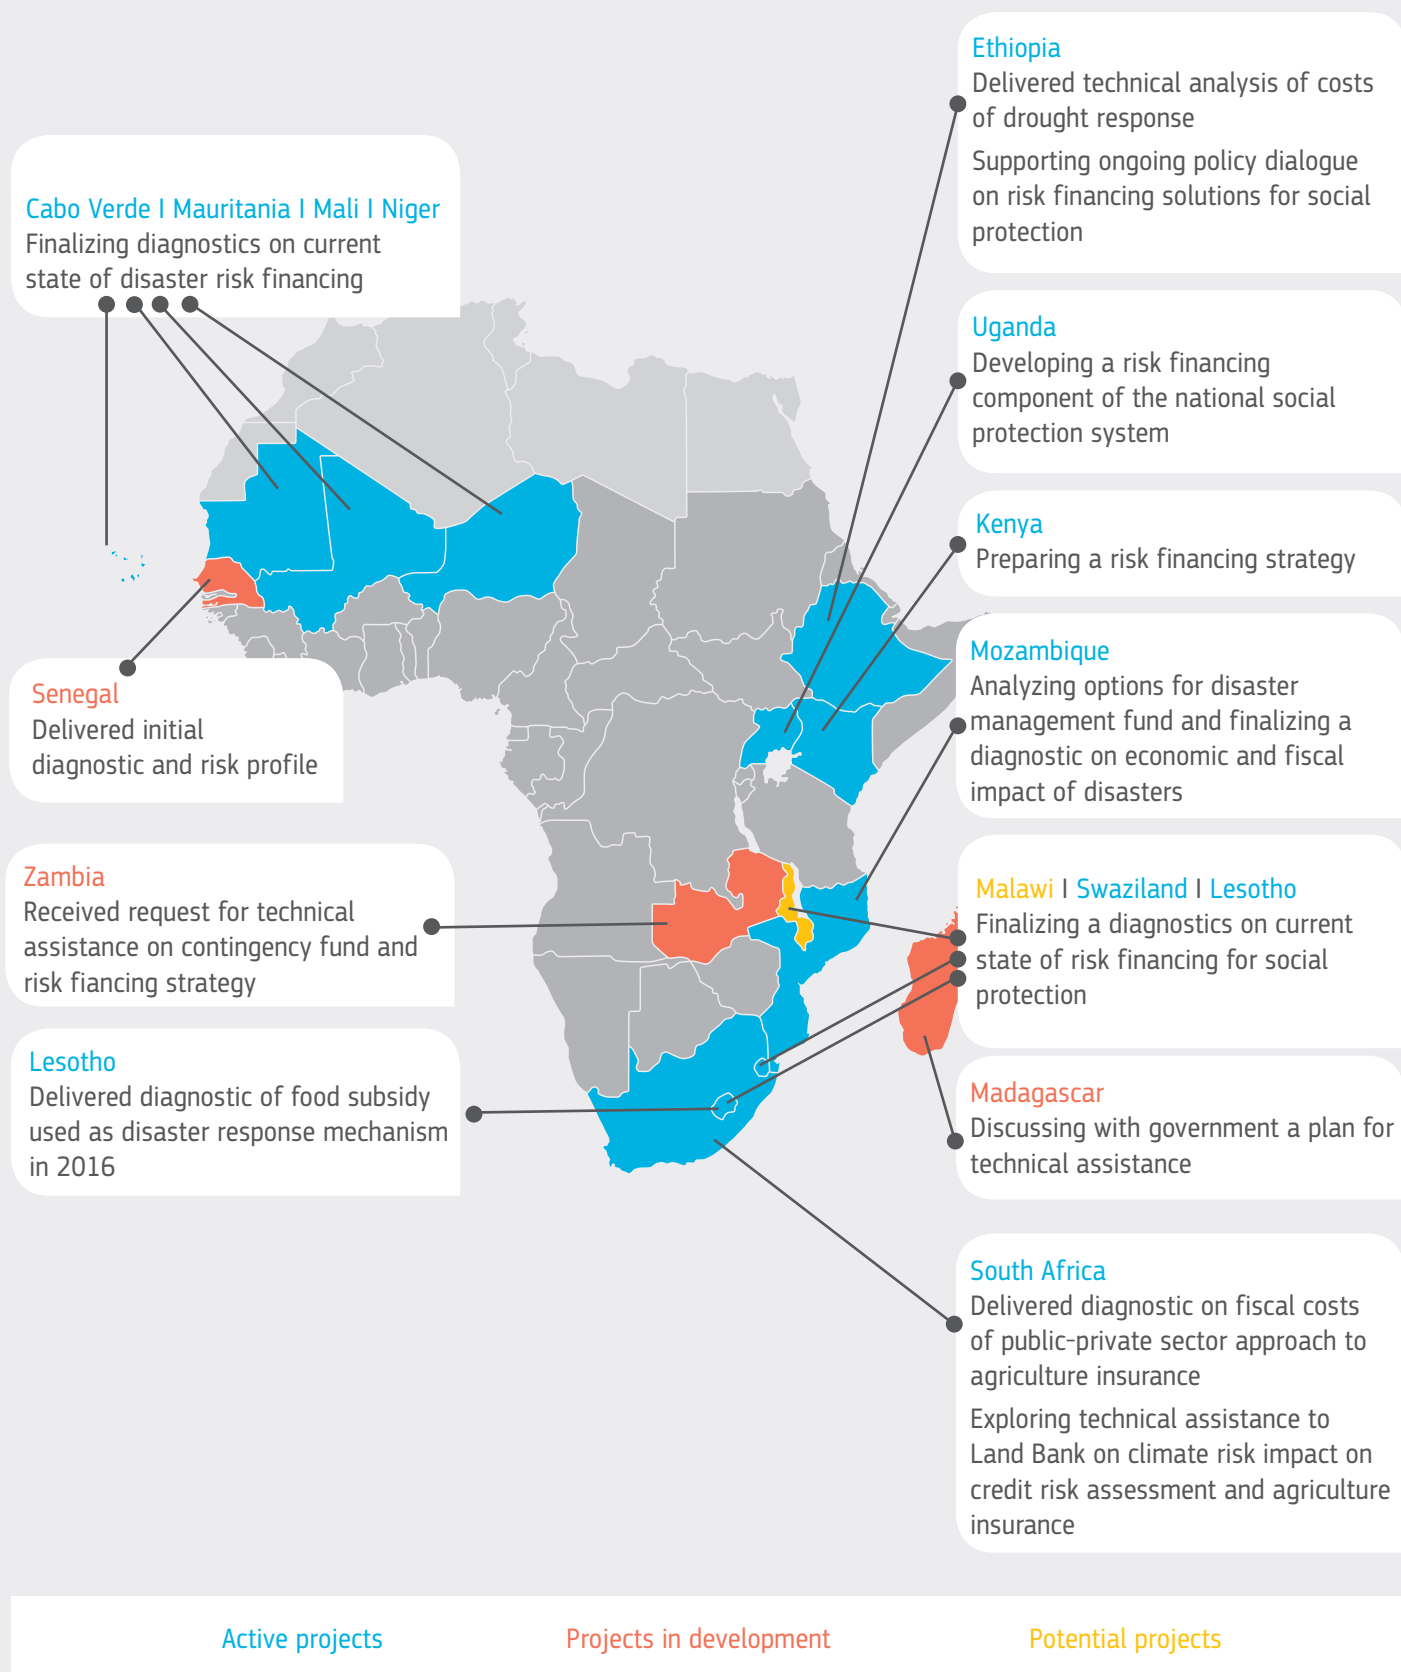 Cabo Verde I Mauritania I Mali I Niger
Finalizing diagnostics on current
state of disaster risk financing
Senegal
Delivered initial
diagnostic and risk profile
Zambia
Received request for technical
assistance on contingency fund and
risk fiancing strategy
Lesotho
Delivered diagnostic of food subsidy
used as disaster response mechanism
in 2016
Ethiopia
Delivered technical analysis of costs
of drought response
Supporting ongoing policy dialogue
on risk financing solutions for social
protection
Uganda
Developing a risk financing
component of the national social
protection system
Kenya
Preparing a risk financing strategy
Mozambique
Analyzing options for disaster
management fund and finalizing a
diagnostic on economic and fiscal
impact of disasters
Malawi I Swaziland I Lesotho
Finalizing a diagnostics on current
state of risk financing for social
protection
Madagascar
Discussing with government a plan for
technical assistance
South Africa
Delivered diagnostic on fiscal costs
of public-private sector approach to
agriculture insurance
Exploring technical assistance to
Land Bank on climate risk impact on
credit risk assessment and agriculture
insurance
Active projects
Projects in development
Potential projects